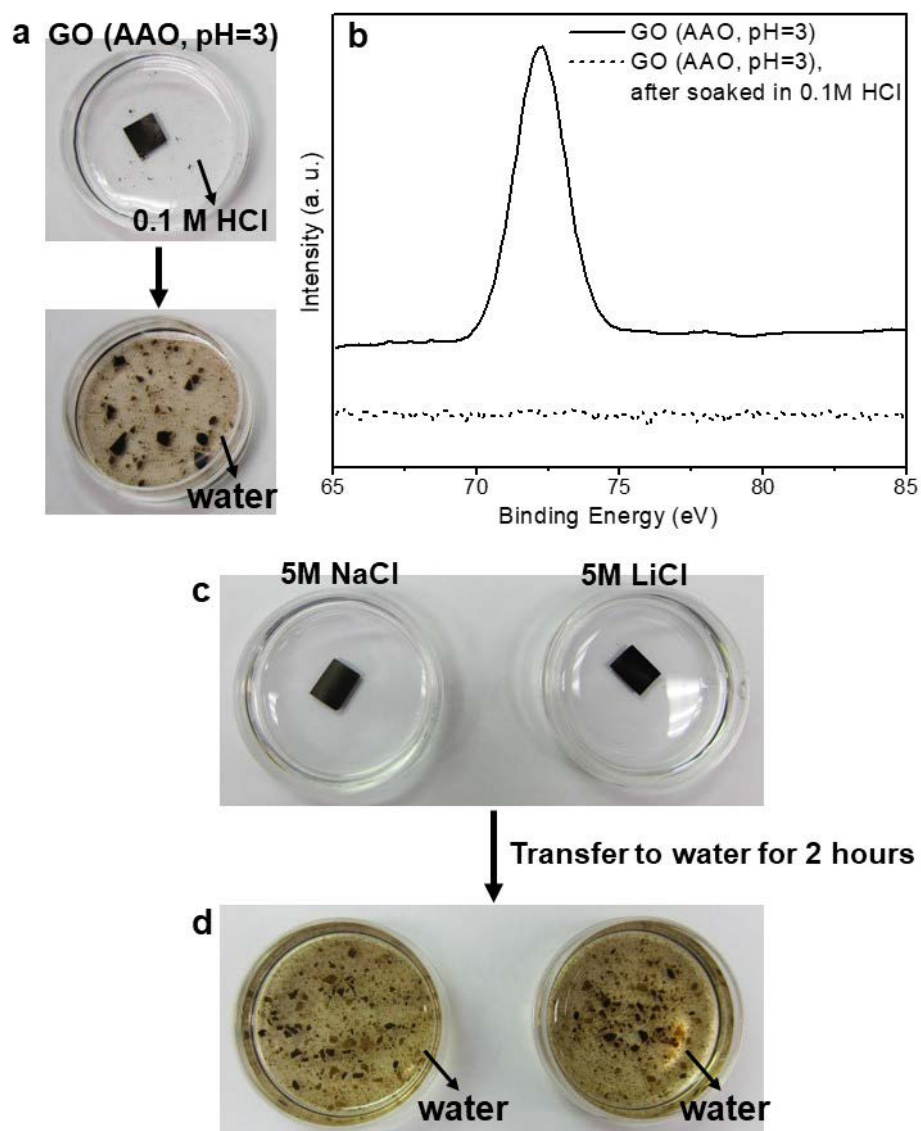 a
GO (AAO, pH=3)
0.1 M HCl
water
b
GO (AAO, pH=3)
GO (AAO, pH=3),
after soaked in 0.1M HCl
Intensity (a. u.)
65 70 75 80 85
Binding Energy (eV)
c
5M NaCl 5M LiCl
Transfer to water for 2 hours
d
water water